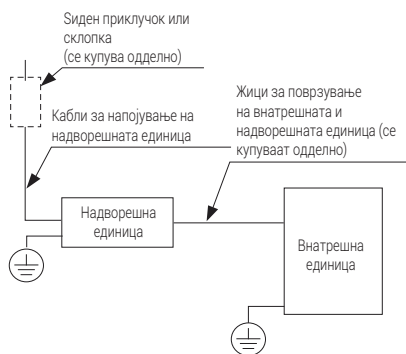 Ѕиден приклучок или
склопка
(се купува одделно)
Кабли за напојување на
надворешната единица
Жици за поврзување
на внатрешната и
надворешната единица (се
купуваат одделно)
Надворешна
единица
Внатрешна
единица